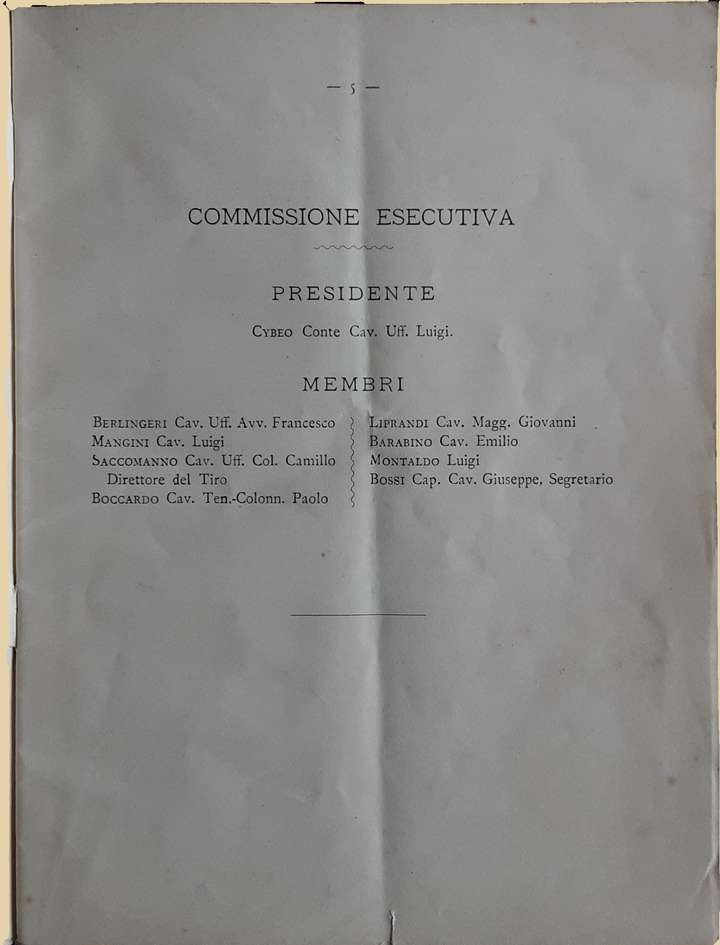 — 5 —
COMMISSIONE ESECUTIVA
PRESIDENTE
CYBEO Conte Cav. Uff. Luigi.
MEMBRI
BERLINGERI Cav. Uff. Avv. Francesco
MANGINI Cav. Luigi
SACCOMANNO Cav. Uff. Col. Camillo
Direttore del Tiro
BOCCARDO Cav. Ten.-Colonn. Paolo
LIPRANDI Cav. Magg. Giovanni
BARABINO Cav. Emilio
MONTALDO Luigi
BOSSI Cap. Cav. Giuseppe, Segretario